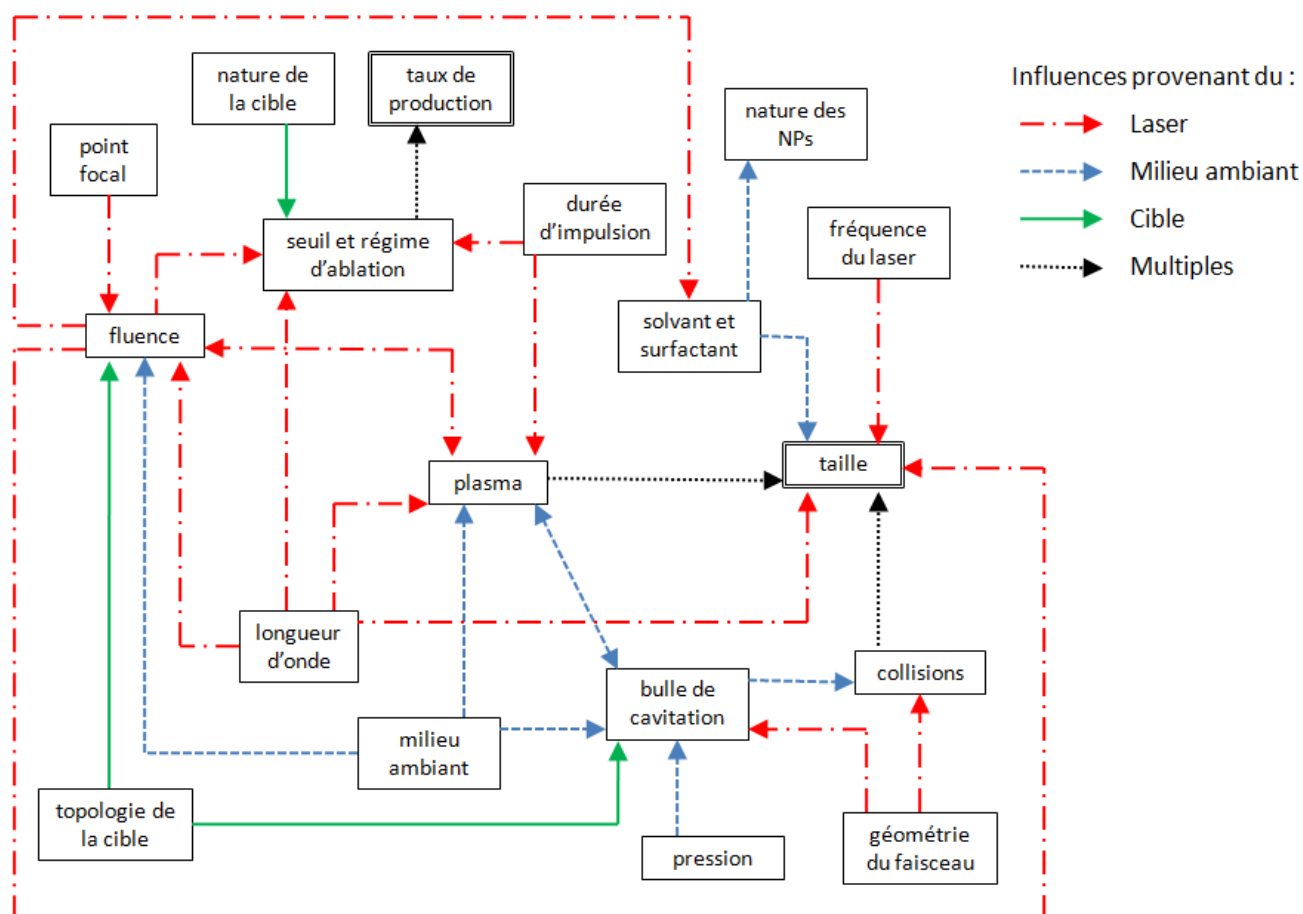 nature de
la cible
taux de
production
Influences provenant du :
Laser
Milieu ambiant
Cible
Multiples
nature des
NPs
point
focal
durée
d’impulsion
seuil et régime
d’ablation
fréquence
du laser
fluence
solvant et
surfactant
taille
plasma
longueur
d’onde
collisions
bulle de
cavitation
milieu
ambiant
topologie de
la cible
pression
géométrie
du faisceau